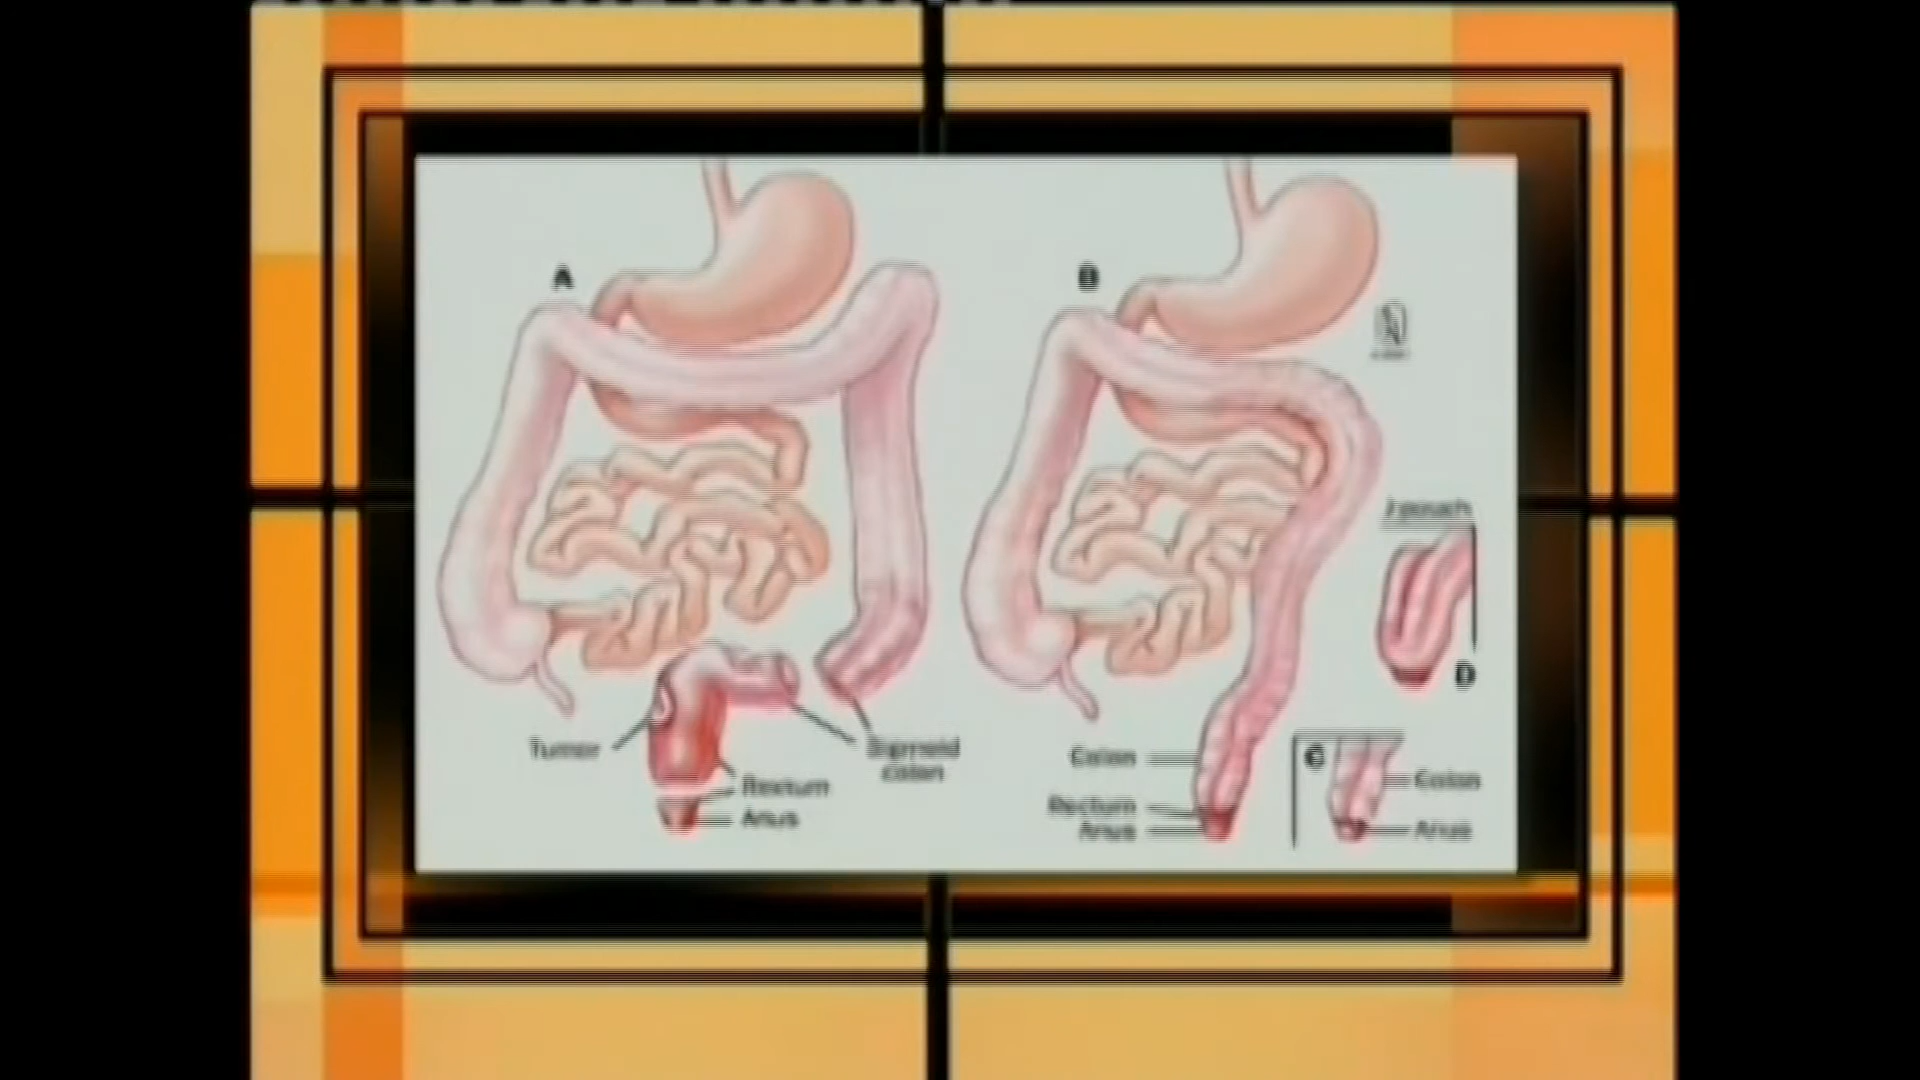 A
B
J pouch
D
Tumor
Sigmoid
colon
Rectum
Anus
Colon
Rectum
Anus
C
Colon
Anus